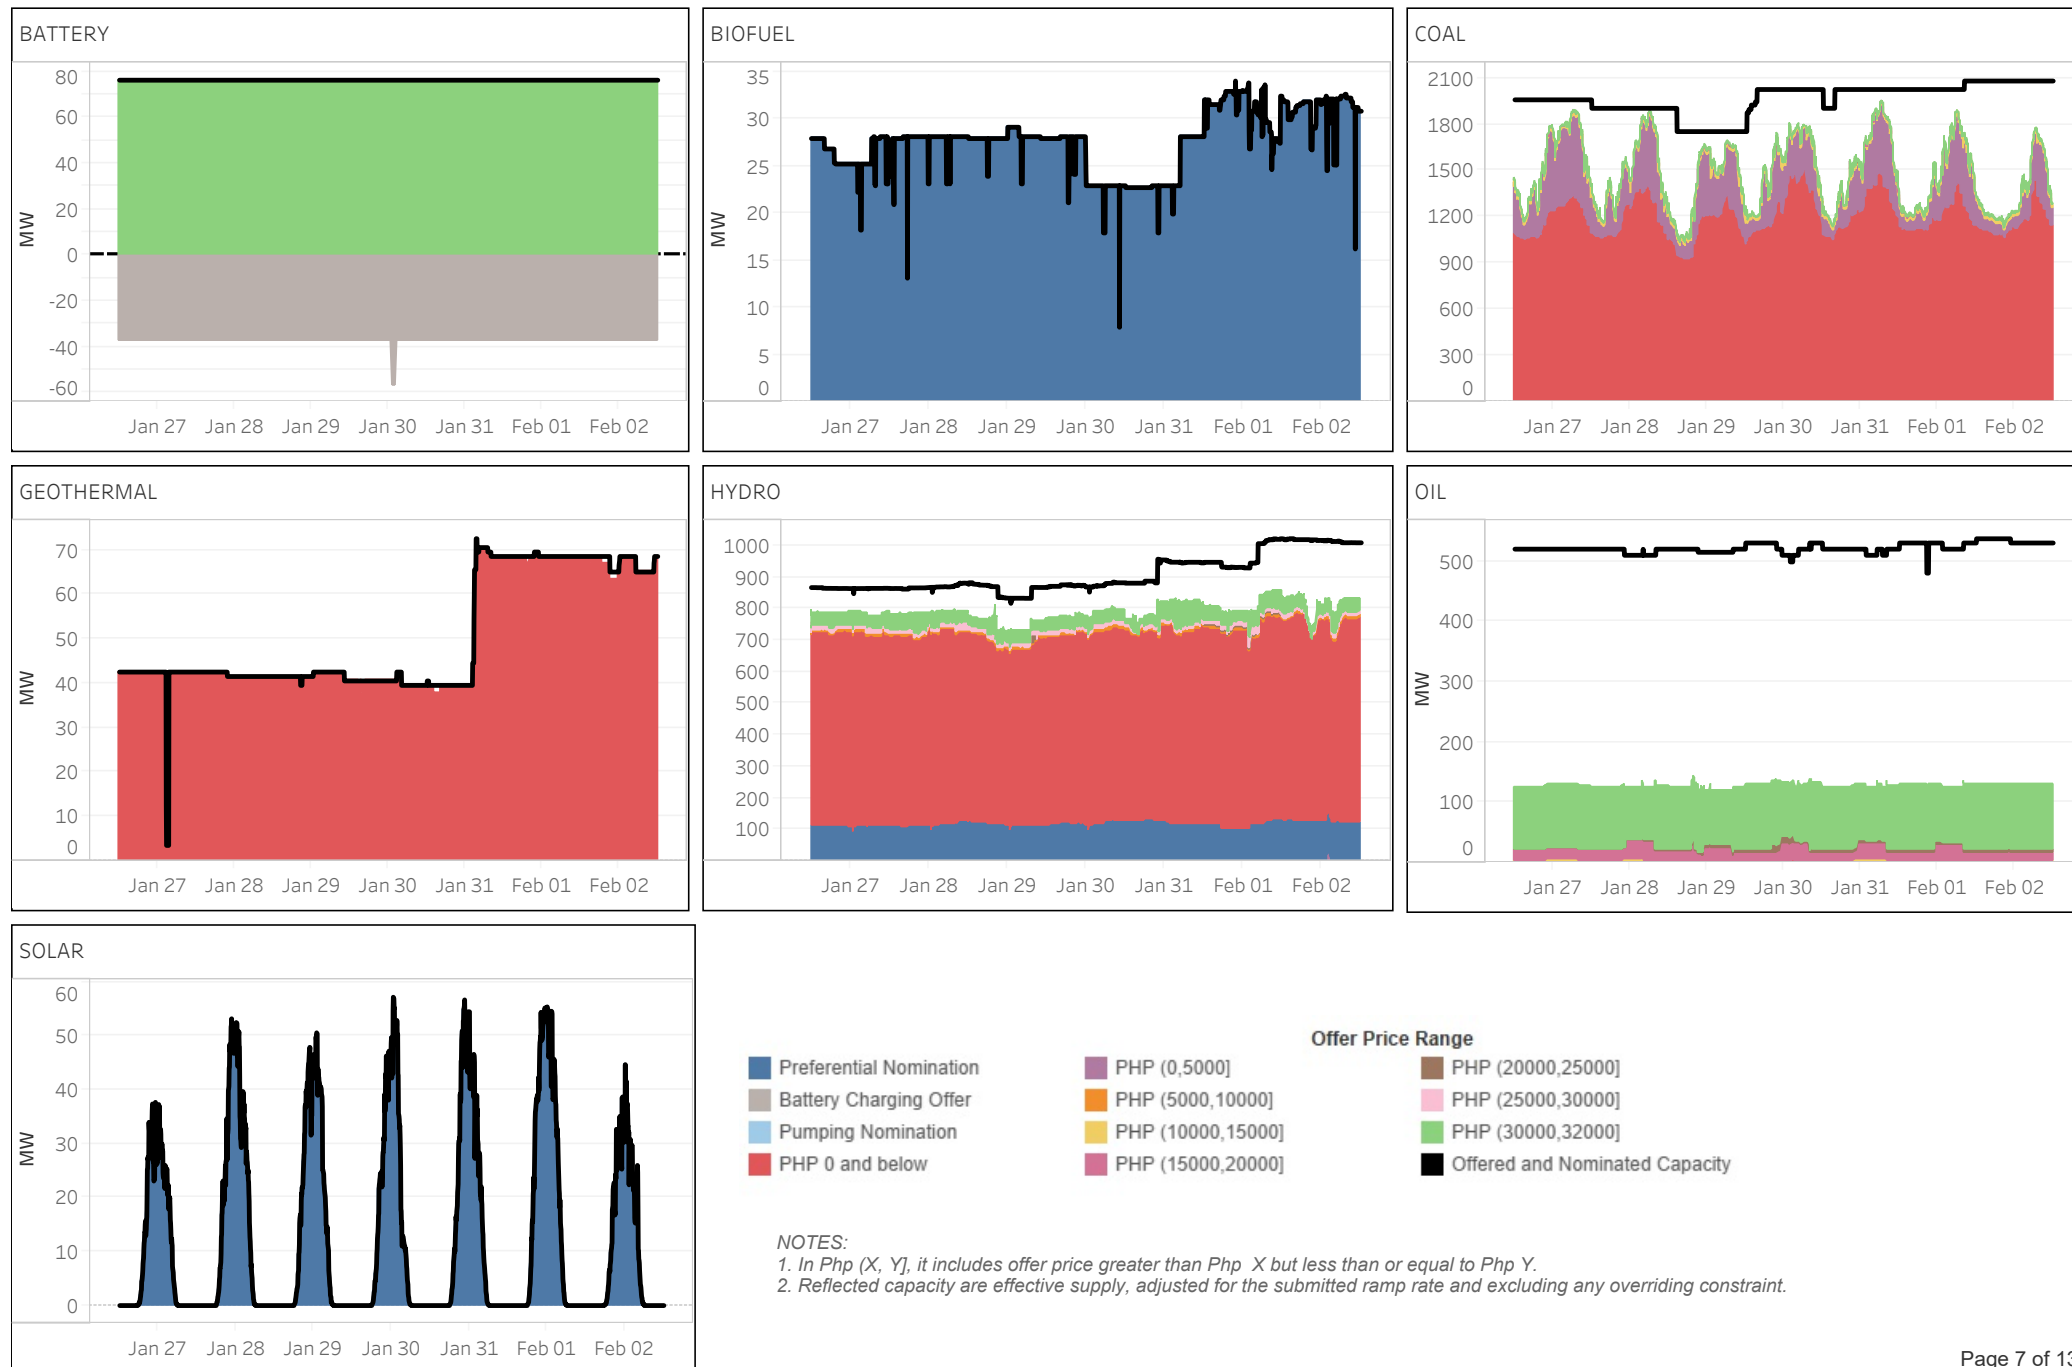 BATTERY
80
60
40
20
0
-20
-40
-60
MW
Jan 27 Jan 28 Jan 29 Jan 30 Jan 31 Feb 01 Feb 02
BIOFUEL
35
30
25
20
15
10
5
0
MW
Jan 27 Jan 28 Jan 29 Jan 30 Jan 31 Feb 01 Feb 02
COAL
2100
1800
1500
1200
900
600
300
0
MW
Jan 27 Jan 28 Jan 29 Jan 30 Jan 31 Feb 01 Feb 02
GEOTHERMAL
70
60
50
40
30
20
10
0
MW
Jan 27 Jan 28 Jan 29 Jan 30 Jan 31 Feb 01 Feb 02
HYDRO
1000
900
800
700
600
500
400
300
200
100
MW
Jan 27 Jan 28 Jan 29 Jan 30 Jan 31 Feb 01 Feb 02
OIL
500
400
300
200
100
0
MW
Jan 27 Jan 28 Jan 29 Jan 30 Jan 31 Feb 01 Feb 02
SOLAR
60
50
40
30
20
10
0
MW
Jan 27 Jan 28 Jan 29 Jan 30 Jan 31 Feb 01 Feb 02
Offer Price Range
Preferential Nomination PHP (0,5000] PHP (20000,25000]
Battery Charging Offer PHP (5000,10000] PHP (25000,30000]
Pumping Nomination PHP (10000,15000] PHP (30000,32000]
PHP 0 and below PHP (15000,20000] Offered and Nominated Capacity
NOTES:
1. In Php (X, Y], it includes offer price greater than Php X but less than or equal to Php Y.
2. Reflected capacity are effective supply, adjusted for the submitted ramp rate and excluding any overriding constraint.
Page 7 of 13